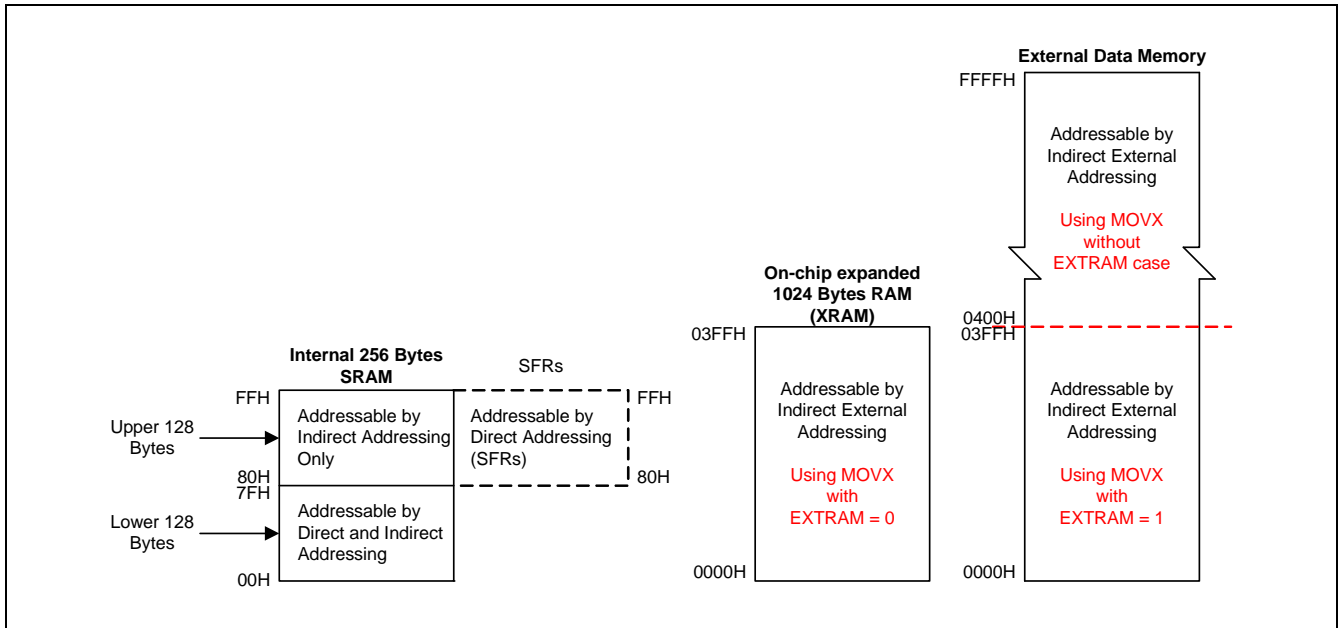 External Data Memory
FFFFH
Addressable by
Indirect External
Addressing
Using MOVX
without
EXTRAM case
0400H
03FFH
Addressable by
Indirect External
Addressing
Using MOVX
with
EXTRAM = 1
0000H
On-chip expanded
1024 Bytes RAM
(XRAM)
03FFH
Addressable by
Indirect External
Addressing
Using MOVX
with
EXTRAM = 0
0000H
Internal 256 Bytes
SRAM
SFRs
FFH
Addressable by
Indirect Addressing
Only
Addressable by
Direct Addressing
(SFRs)
FFH
80H
Upper 128
Bytes
80H
7FH
Addressable by
Direct and Indirect
Addressing
Lower 128
Bytes
00H